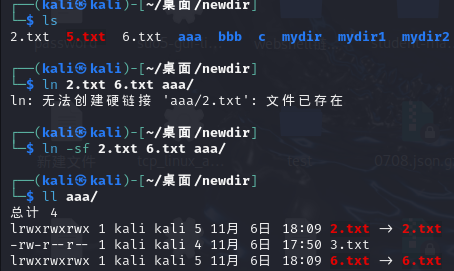 ┌──(kali㉿kali)-[~/桌面/newdir]
└─$ ls
2.txt 5.txt 6.txt aaa bbb c mydir mydir1 mydir2
┌──(kali㉿kali)-[~/桌面/newdir]
└─$ ln 2.txt 6.txt aaa/
ln: 无法创建硬链接 'aaa/2.txt': 文件已存在
┌──(kali㉿kali)-[~/桌面/newdir]
└─$ ln -sf 2.txt 6.txt aaa/
┌──(kali㉿kali)-[~/桌面/newdir]
└─$ ll aaa/
总计 4
lrwxrwxrwx 1 kali kali 5 11月 6日 18:09 2.txt -> 2.txt
-rw-r--r-- 1 kali kali 4 11月 6日 17:50 3.txt
lrwxrwxrwx 1 kali kali 5 11月 6日 18:09 6.txt -> 6.txt